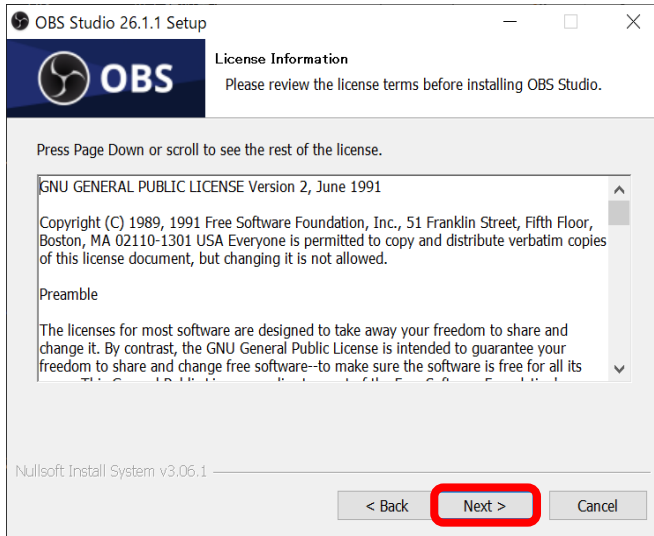 OBS Studio 26.1.1 Setup
OBS
License Information
Please review the license terms before installing OBS Studio.
Press Page Down or scroll to see the rest of the license.
GNU GENERAL PUBLIC LICENSE Version 2, June 1991
Copyright (C) 1989, 1991 Free Software Foundation, Inc., 51 Franklin Street, Fifth Floor,
Boston, MA 02110-1301 USA Everyone is permitted to copy and distribute verbatim copies
of this license document, but changing it is not allowed.
Preamble
The licenses for most software are designed to take away your freedom to share and
change it. By contrast, the GNU General Public License is intended to guarantee your
freedom to share and change free software--to make sure the software is free for all its
Nullsoft Install System v3.06.1
< Back
Next >
Cancel